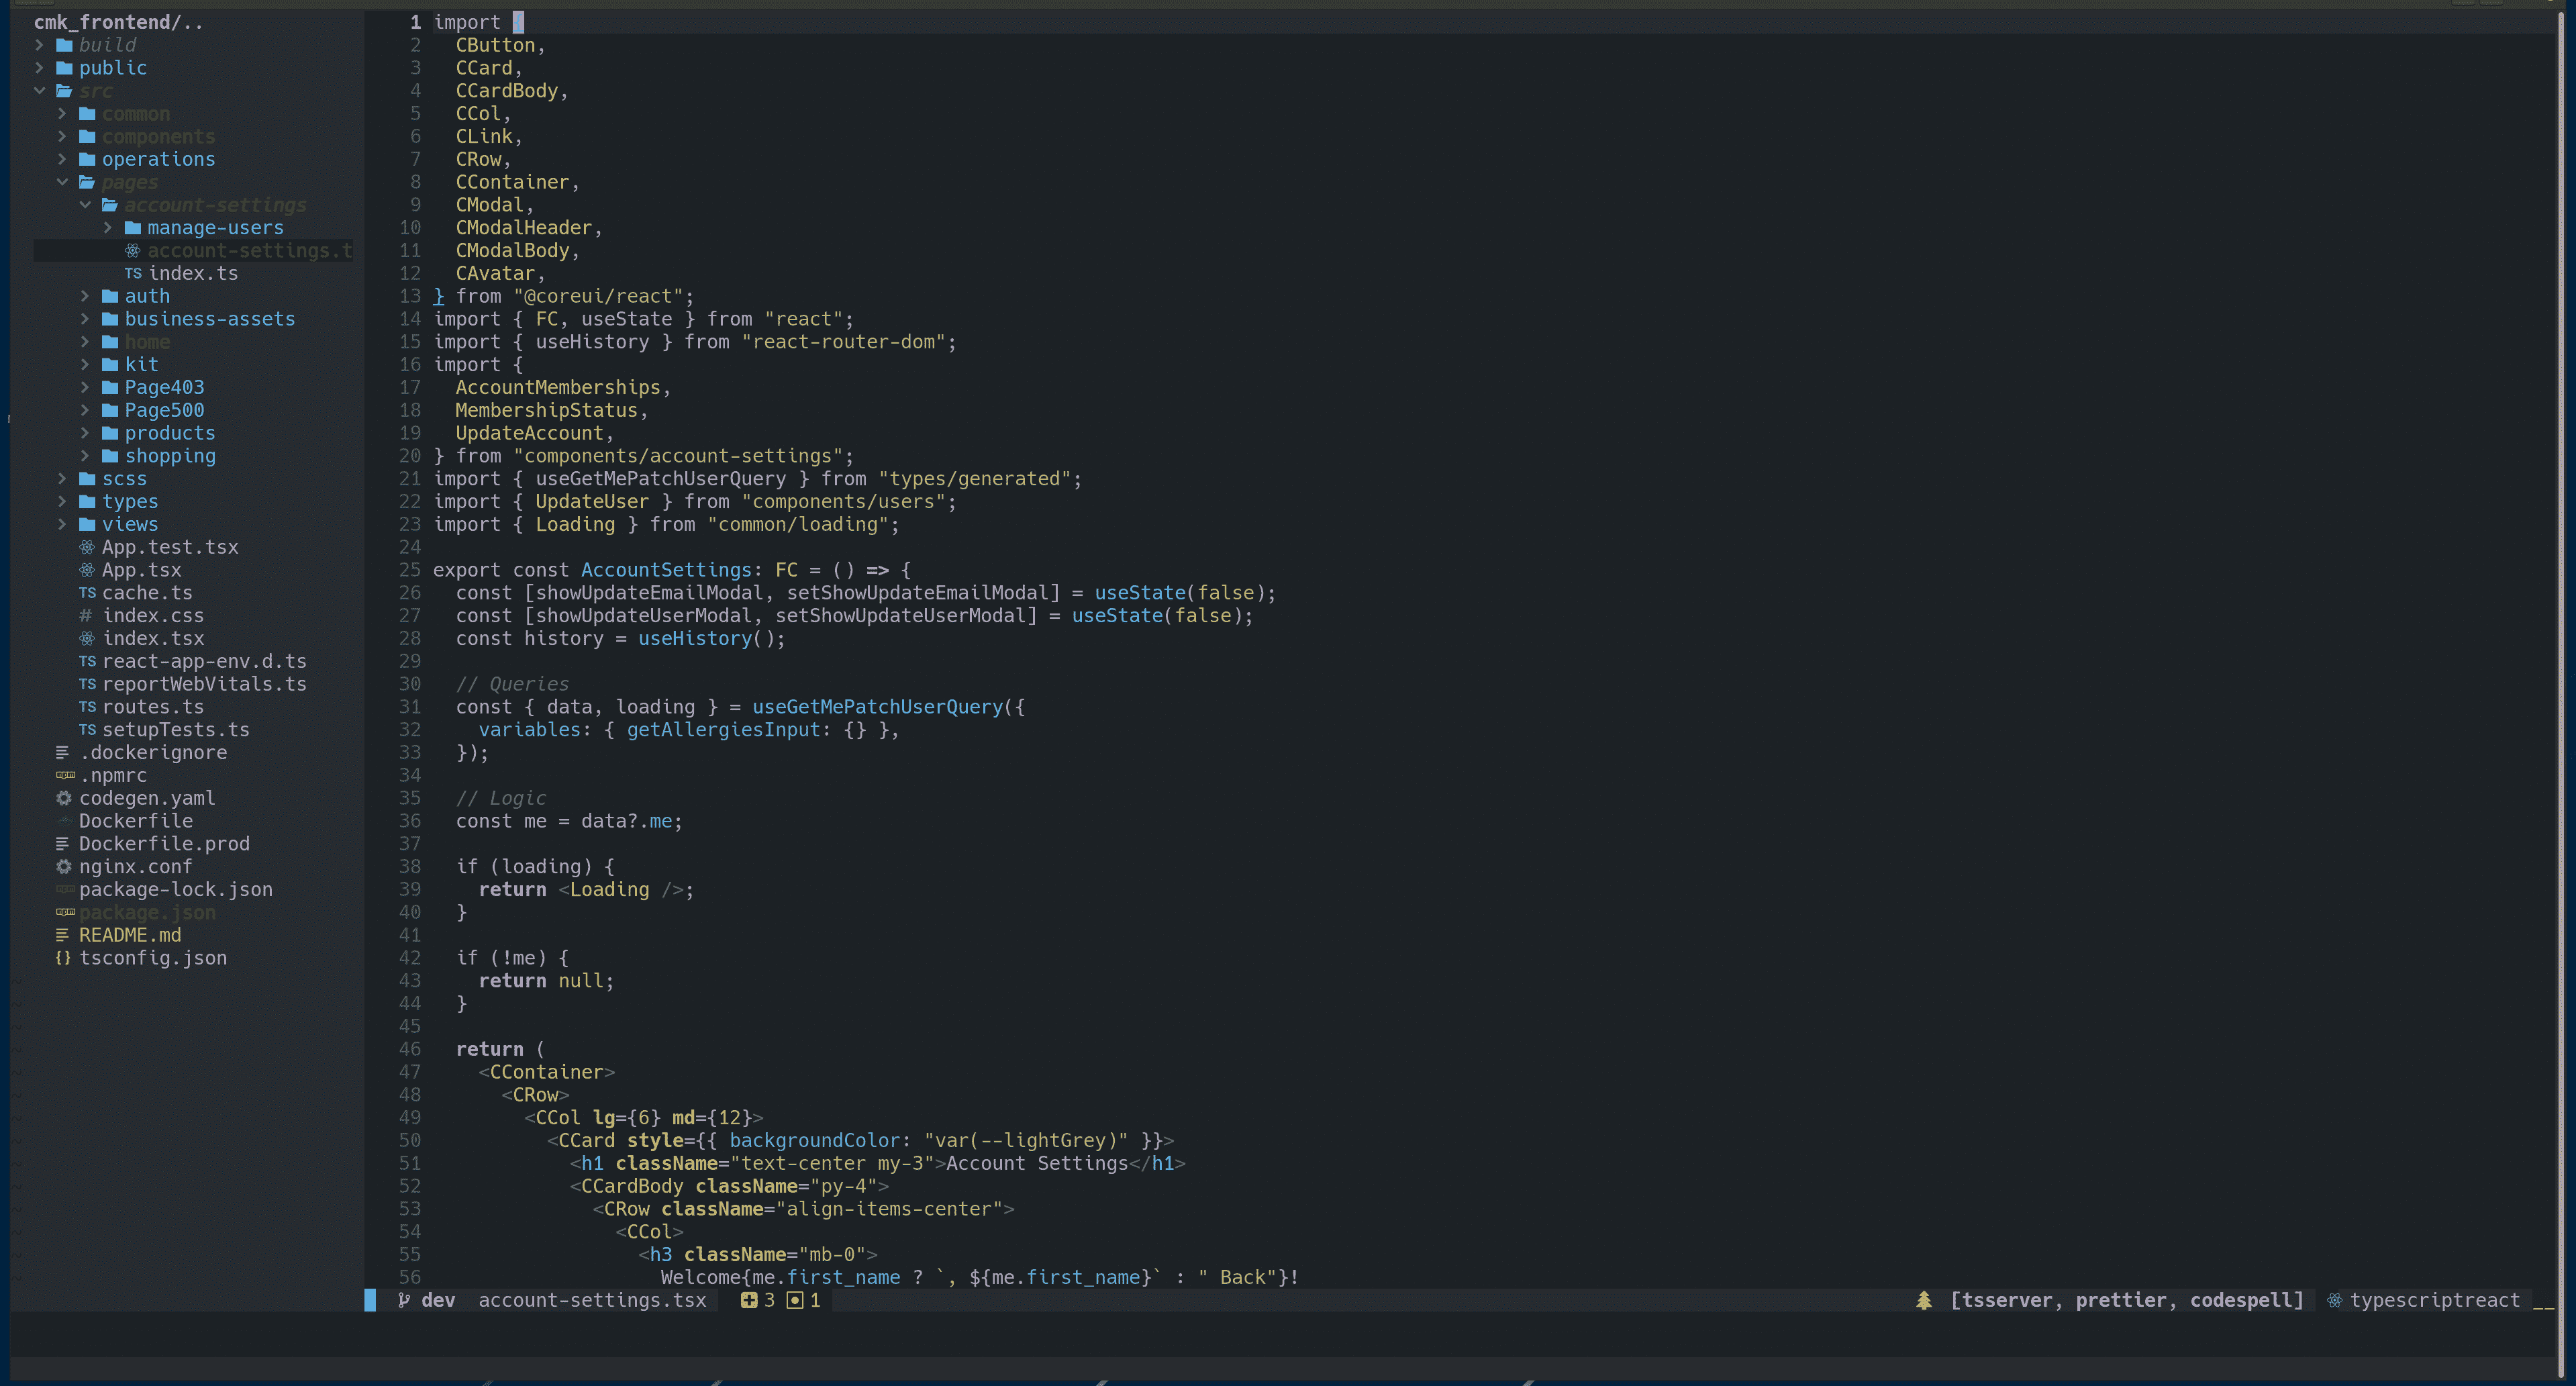 cmk_frontend/..
build
public
src
common
components
operations
pages
account-settings
manage-users
account-settings.t
TS index.ts
auth
business-assets
home
kit
Page403
Page500
products
shopping
scss
types
views
App.test.tsx
App.tsx
TS cache.ts
# index.css
index.tsx
TS react-app-env.d.ts
TS reportWebVitals.ts
TS routes.ts
TS setupTests.ts
.dockerignore
.npmrc
codegen.yaml
Dockerfile
Dockerfile.prod
nginx.conf
package-lock.json
package.json
README.md
{} tsconfig.json
1 import {
2   CButton,
3   CCard,
4   CCardBody,
5   CCol,
6   CLink,
7   CRow,
8   CContainer,
9   CModal,
10   CModalHeader,
11   CModalBody,
12   CAvatar,
13 } from "@coreui/react";
14 import { FC, useState } from "react";
15 import { useHistory } from "react-router-dom";
16 import {
17   AccountMemberships,
18   MembershipStatus,
19   UpdateAccount,
20 } from "components/account-settings";
21 import { useGetMePatchUserQuery } from "types/generated";
22 import { UpdateUser } from "components/users";
23 import { Loading } from "common/loading";
24
25 export const AccountSettings: FC = () => {
26   const [showUpdateEmailModal, setShowUpdateEmailModal] = useState(false);
27   const [showUpdateUserModal, setShowUpdateUserModal] = useState(false);
28   const history = useHistory();
29
30   // Queries
31   const { data, loading } = useGetMePatchUserQuery({
32     variables: { getAllergiesInput: {} },
33   });
34
35   // Logic
36   const me = data?.me;
37
38   if (loading) {
39     return <Loading />;
40   }
41
42   if (!me) {
43     return null;
44   }
45
46   return (
47     <CContainer>
48       <CRow>
49         <CCol lg={6} md={12}>
50           <CCard style={{ backgroundColor: "var(--lightGrey)" }}>
51             <h1 className="text-center my-3">Account Settings</h1>
52             <CCardBody className="py-4">
53               <CRow className="align-items-center">
54                 <CCol>
55                   <h3 className="mb-0">
56                     Welcome{me.first_name ? `, ${me.first_name}` : " Back"}!
dev account-settings.tsx 3 1 [tsserver, prettier, codespell] typescriptreact __